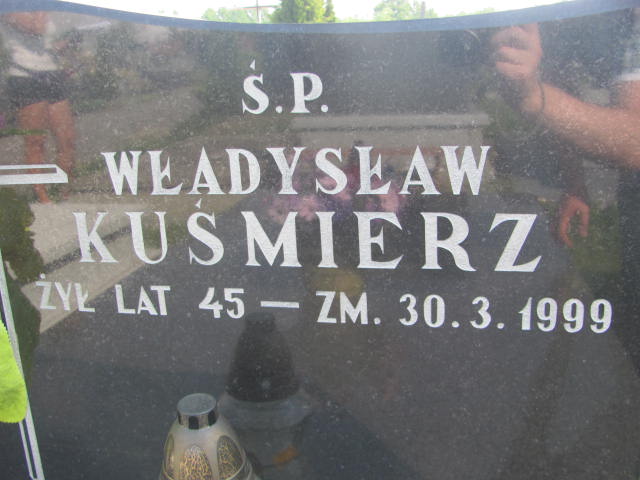 Ś.P.
WŁADYSŁAW
KUŚMIERZ
ŻYŁ LAT 45 — ZM. 30.3.1999